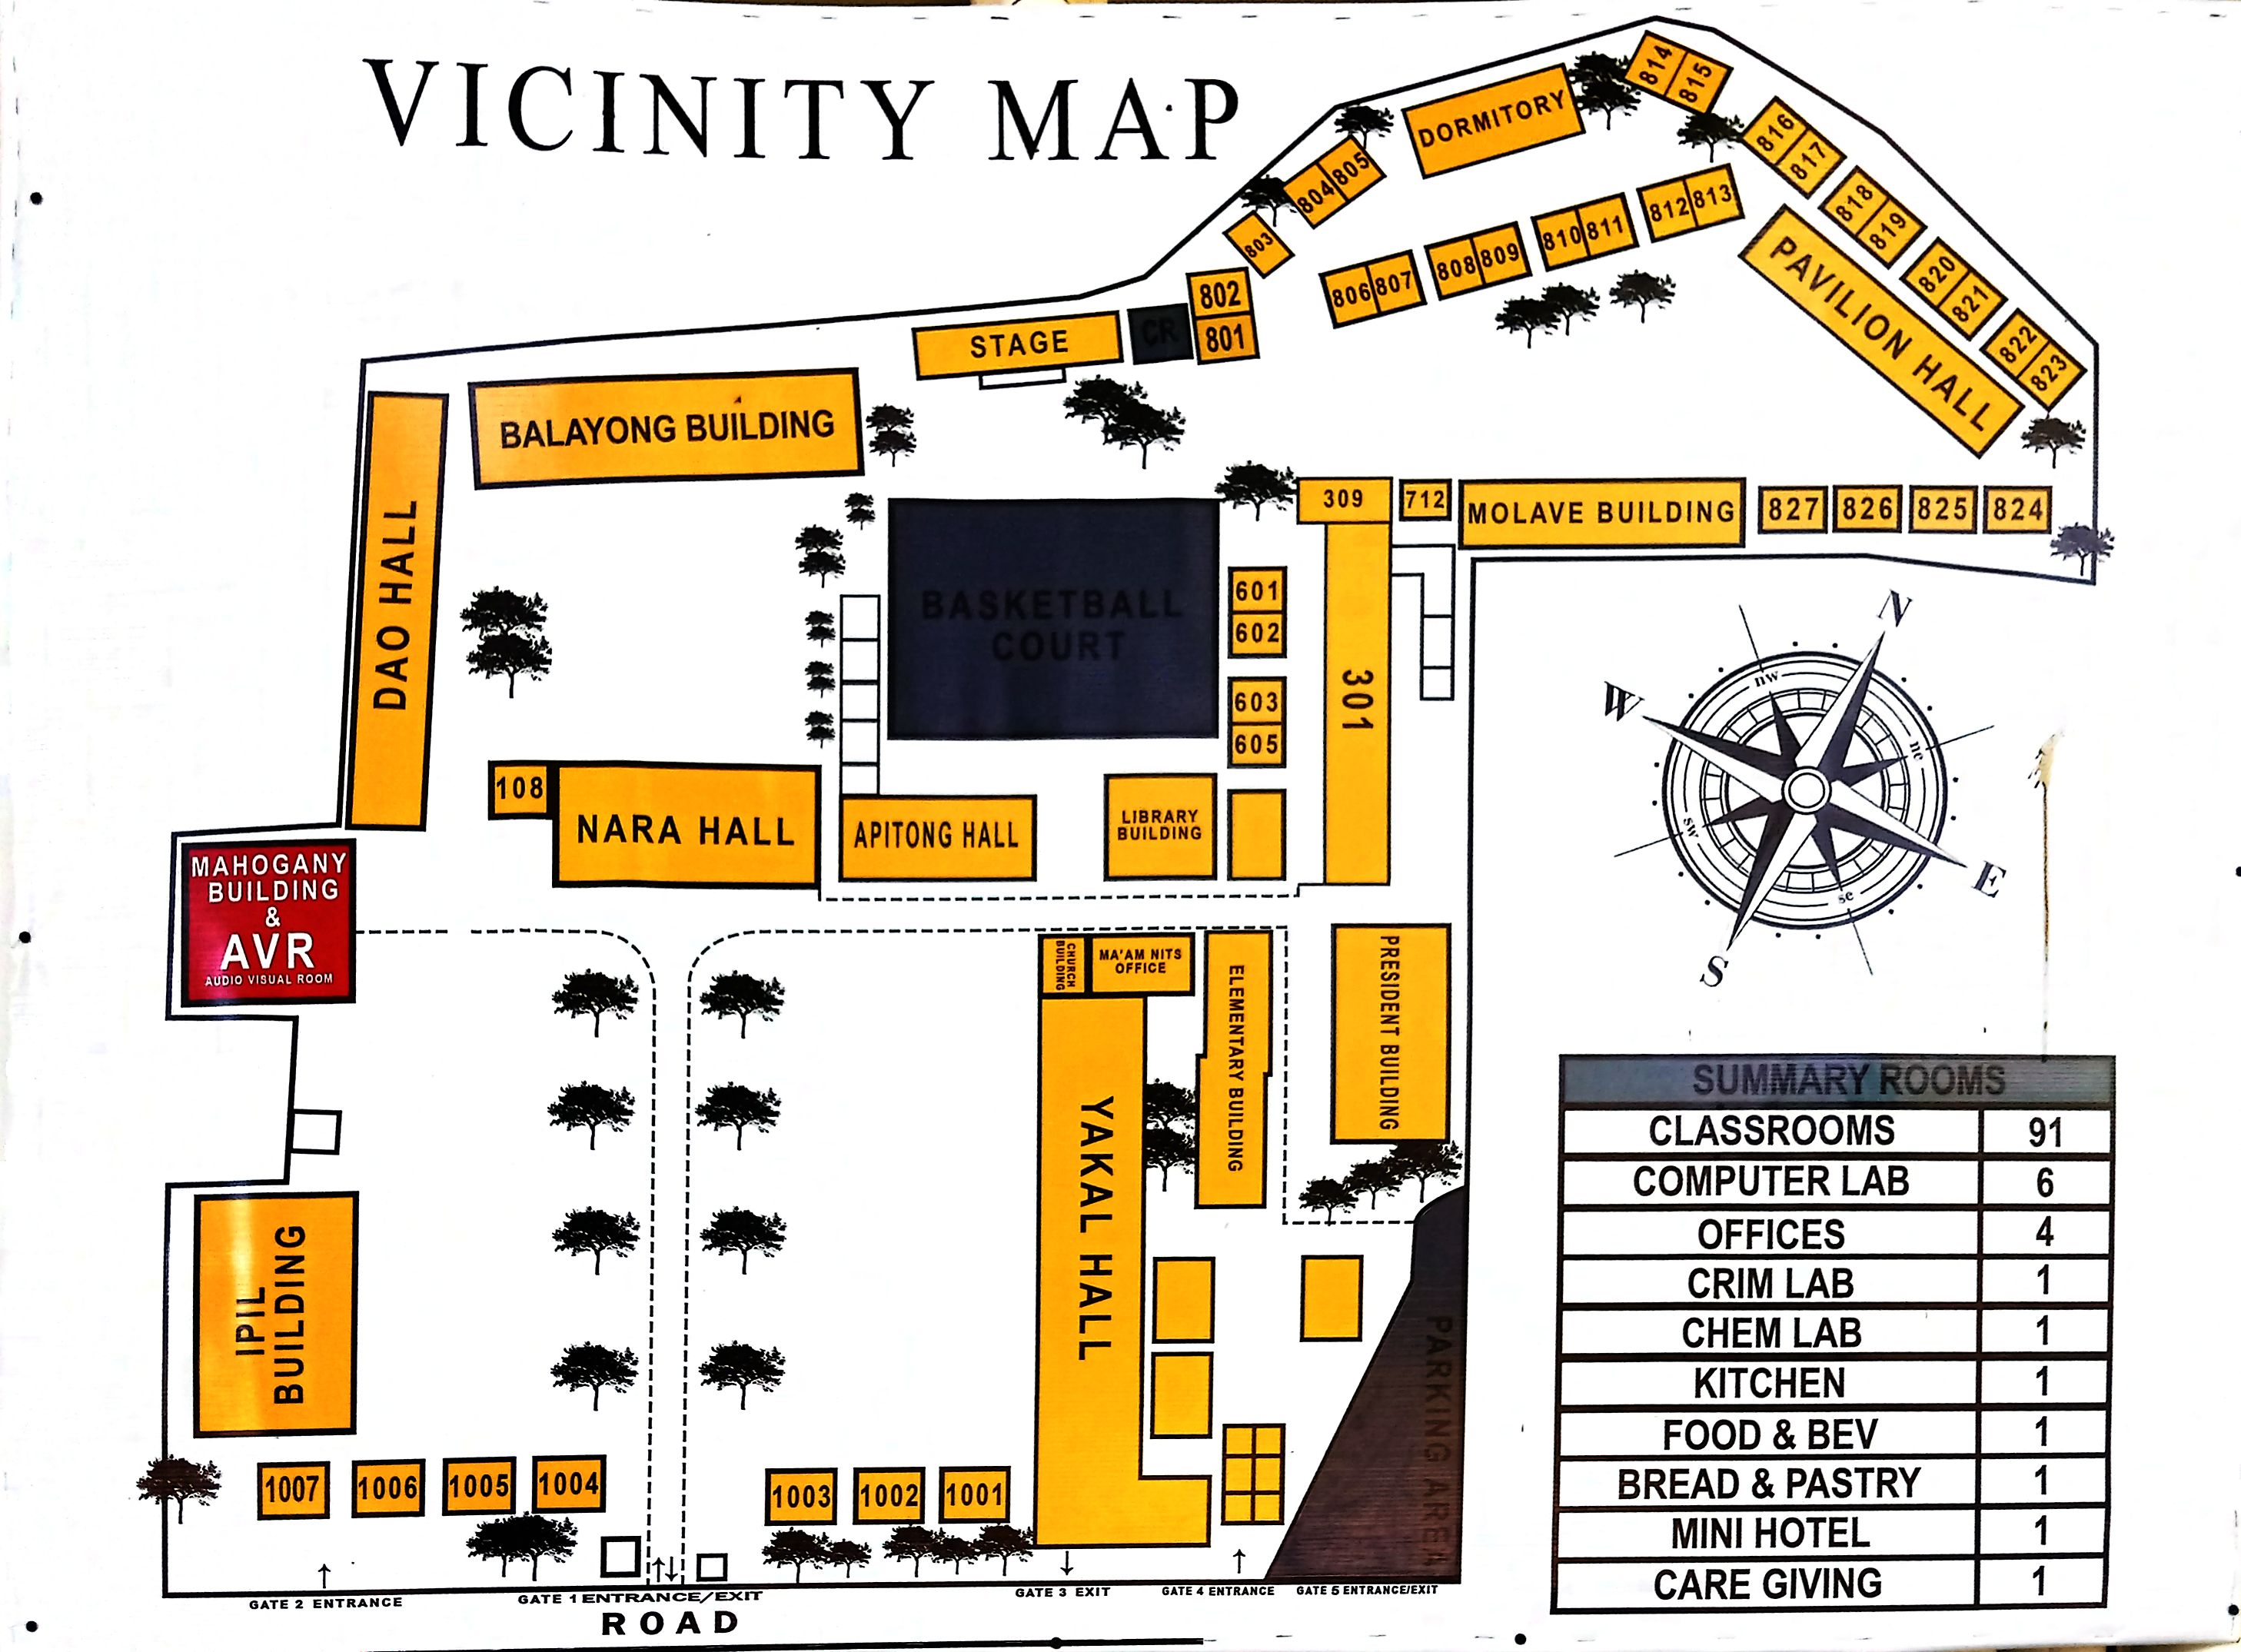 VICINITY MAP
814
815
DORMITORY
816
817
804 805
803
812 813
818
819
810 811
808 809
806 807
802
801
CR
STAGE
820
821
PAVILION HALL
822
823
BALAYONG BUILDING
DAO HALL
309
712
MOLAVE BUILDING
827
826
825
824
BASKETBALL
COURT
601
602
603
605
301
N
nw
W
ne
sw
se
E
S
108
NARA HALL
APITONG HALL
LIBRARY
BUILDING
MAHOGANY
BUILDING
&
AVR
AUDIO VISUAL ROOM
CHURCH
BUILDING
MA'AM NITS
OFFICE
ELEMENTARY BUILDING
PRESIDENT BUILDING
YAKAL HALL
IPIL
BUILDING
PARKING AREA
1007
1006
1005
1004
1003
1002
1001
GATE 2 ENTRANCE
GATE 1 ENTRANCE/EXIT
GATE 3 EXIT
GATE 4 ENTRANCE
GATE 5 ENTRANCE/EXIT
ROAD
SUMMARY ROOMS
CLASSROOMS 91
COMPUTER LAB 6
OFFICES 4
CRIM LAB 1
CHEM LAB 1
KITCHEN 1
FOOD & BEV 1
BREAD & PASTRY 1
MINI HOTEL 1
CARE GIVING 1